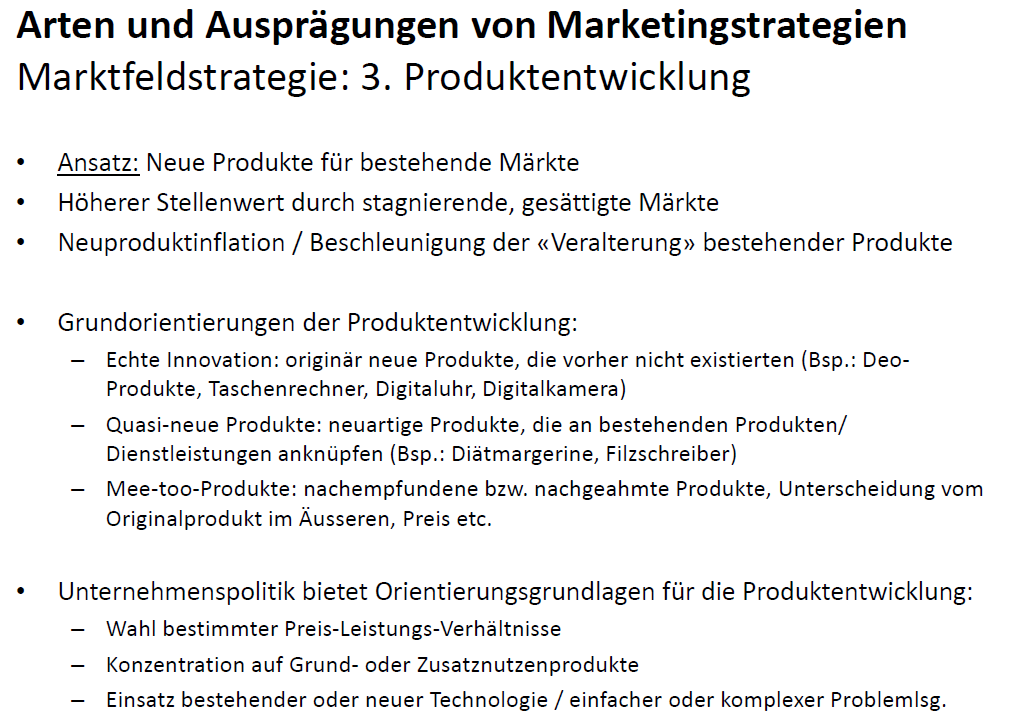 Arten und Ausprägungen von Marketingstrategien
Marktfeldstrategie: 3. Produktentwicklung
• Ansatz: Neue Produkte für bestehende Märkte
• Höherer Stellenwert durch stagnierende, gesättigte Märkte
• Neuproduktinflation / Beschleunigung der «Veralterung» bestehender Produkte
• Grundorientierungen der Produktentwicklung:
– Echte Innovation: originär neue Produkte, die vorher nicht existierten (Bsp.: Deo-
Produkte, Taschenrechner, Digitaluhr, Digitalkamera)
– Quasi-neue Produkte: neuartige Produkte, die an bestehenden Produkten/
Dienstleistungen anknüpfen (Bsp.: Diätmargerine, Filzschreiber)
– Mee-too-Produkte: nachempfundene bzw. nachgeahmte Produkte, Unterscheidung vom
Originalprodukt im Äusseren, Preis etc.
• Unternehmenspolitik bietet Orientierungsgrundlagen für die Produktentwicklung:
– Wahl bestimmter Preis-Leistungs-Verhältnisse
– Konzentration auf Grund- oder Zusatznutzenprodukte
– Einsatz bestehender oder neuer Technologie / einfacher oder komplexer Problemlsg.